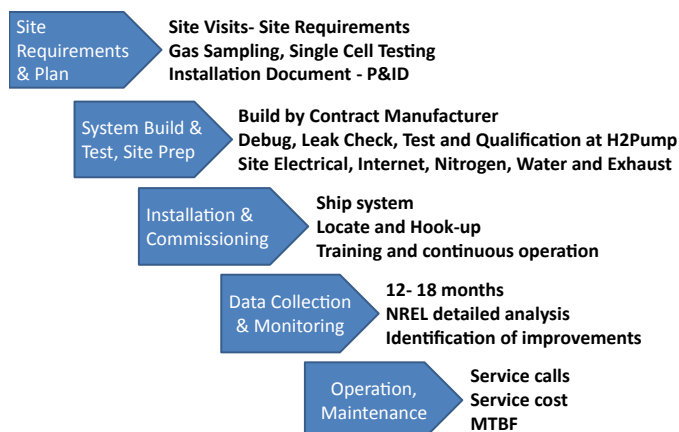 Site
Requirements
& Plan
Site Visits- Site Requirements
Gas Sampling, Single Cell Testing
Installation Document - P&ID
System Build &
Test, Site Prep
Build by Contract Manufacturer
Debug, Leak Check, Test and Qualification at H2Pump
Site Electrical, Internet, Nitrogen, Water and Exhaust
Installation &
Commissioning
Ship system
Locate and Hook-up
Training and continuous operation
Data Collection
& Monitoring
12- 18 months
NREL detailed analysis
Identification of improvements
Operation,
Maintenance
Service calls
Service cost
MTBF